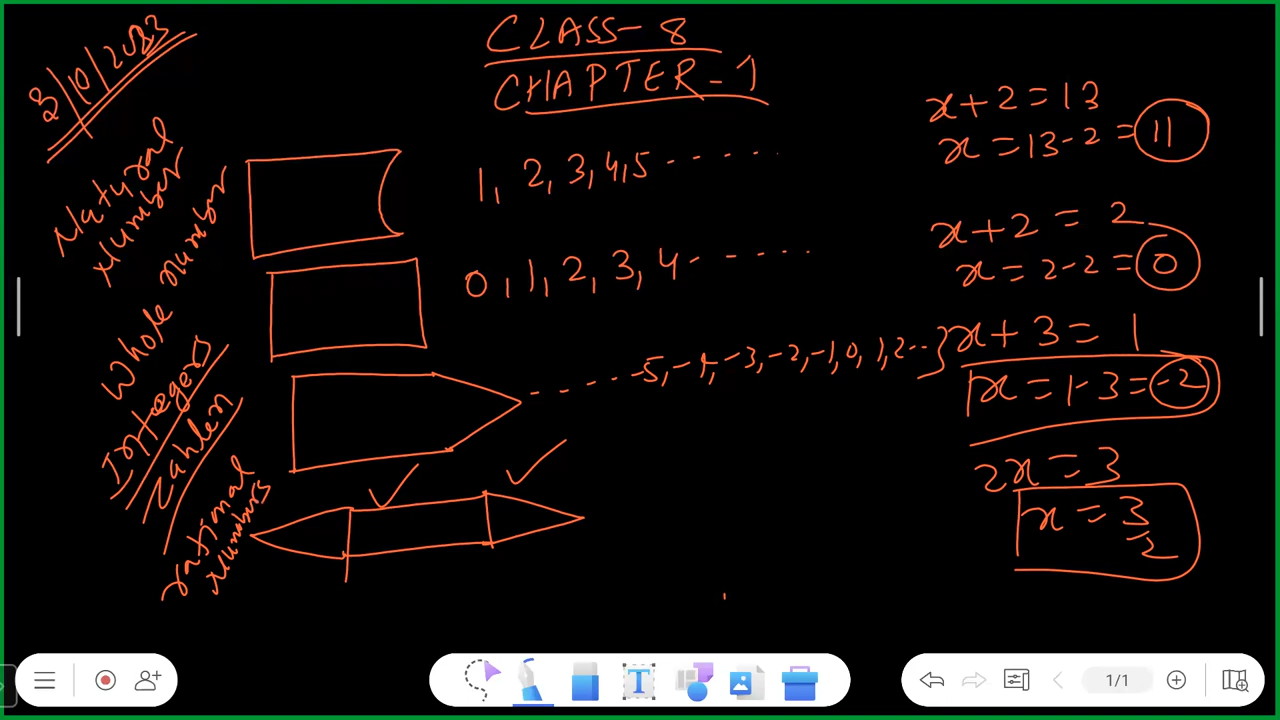 3/10/2023
CLASS-8
CHAPTER-1
Natural
Number
1, 2, 3, 4, 5 - - - - - -
Whole number
0, 1, 2, 3, 4 - - - - - -
Integers
Zahlen
- - - - - -5, -4, -3, -2, -1, 0, 1, 2 - - }
rational
Numbers
x + 2 = 13
x = 13 - 2 = 11
x + 2 = 2
x = 2 - 2 = 0
x + 3 = 1
x = 1 - 3 = -2
2x = 3
x = 3/2
T
1/1